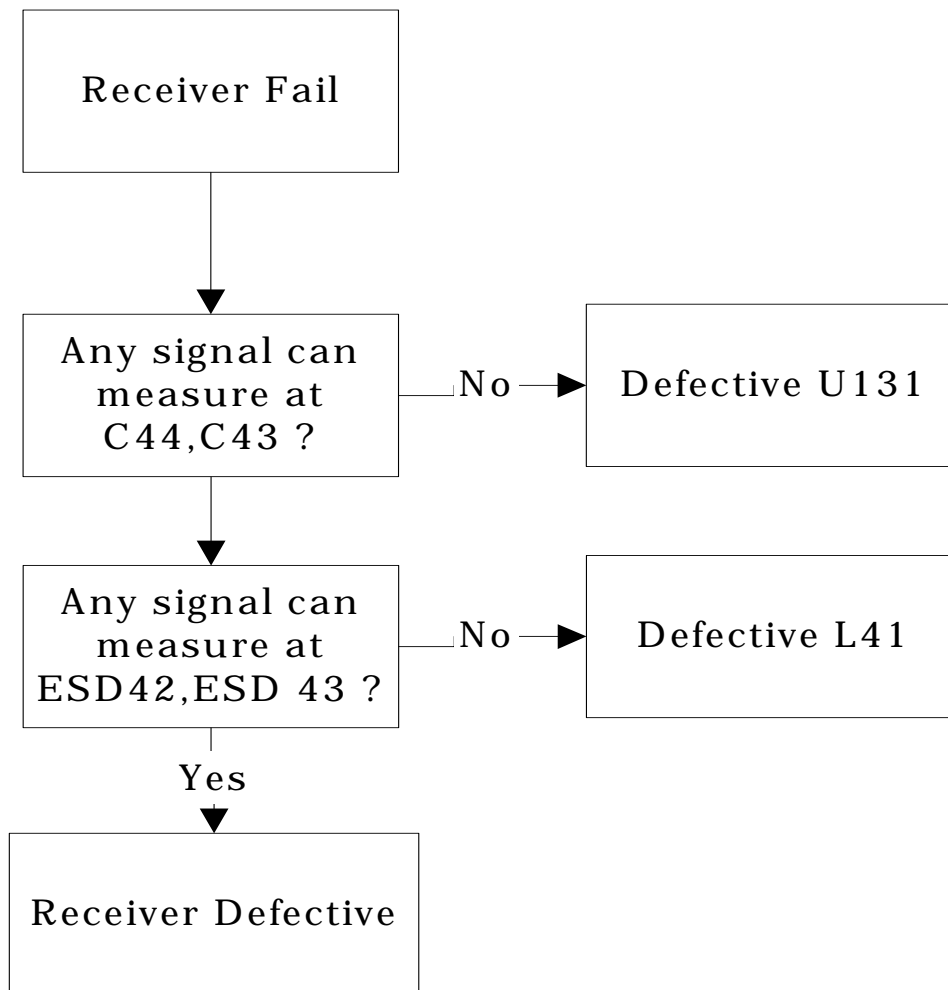 Receiver Fail
Any signal can
measure at
C44,C43 ?
No
Defective U131
Any signal can
measure at
ESD42,ESD 43 ?
No
Defective L41
Yes
Receiver Defective